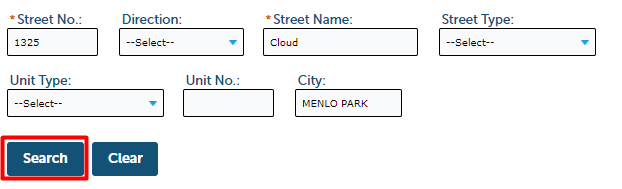 *Street No.: Direction: *Street Name: Street Type:
1325 --Select-- Cloud --Select--
Unit Type: Unit No.: City:
--Select-- MENLO PARK
Search Clear